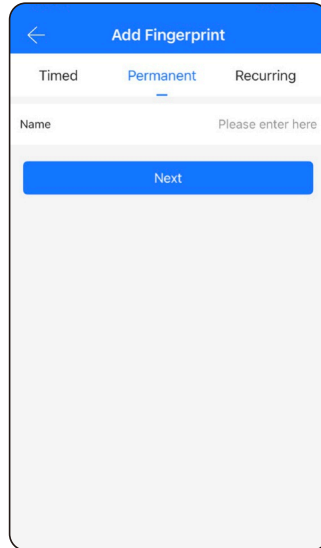 Add Fingerprint
Timed Permanent Recurring
Name Please enter here
Next